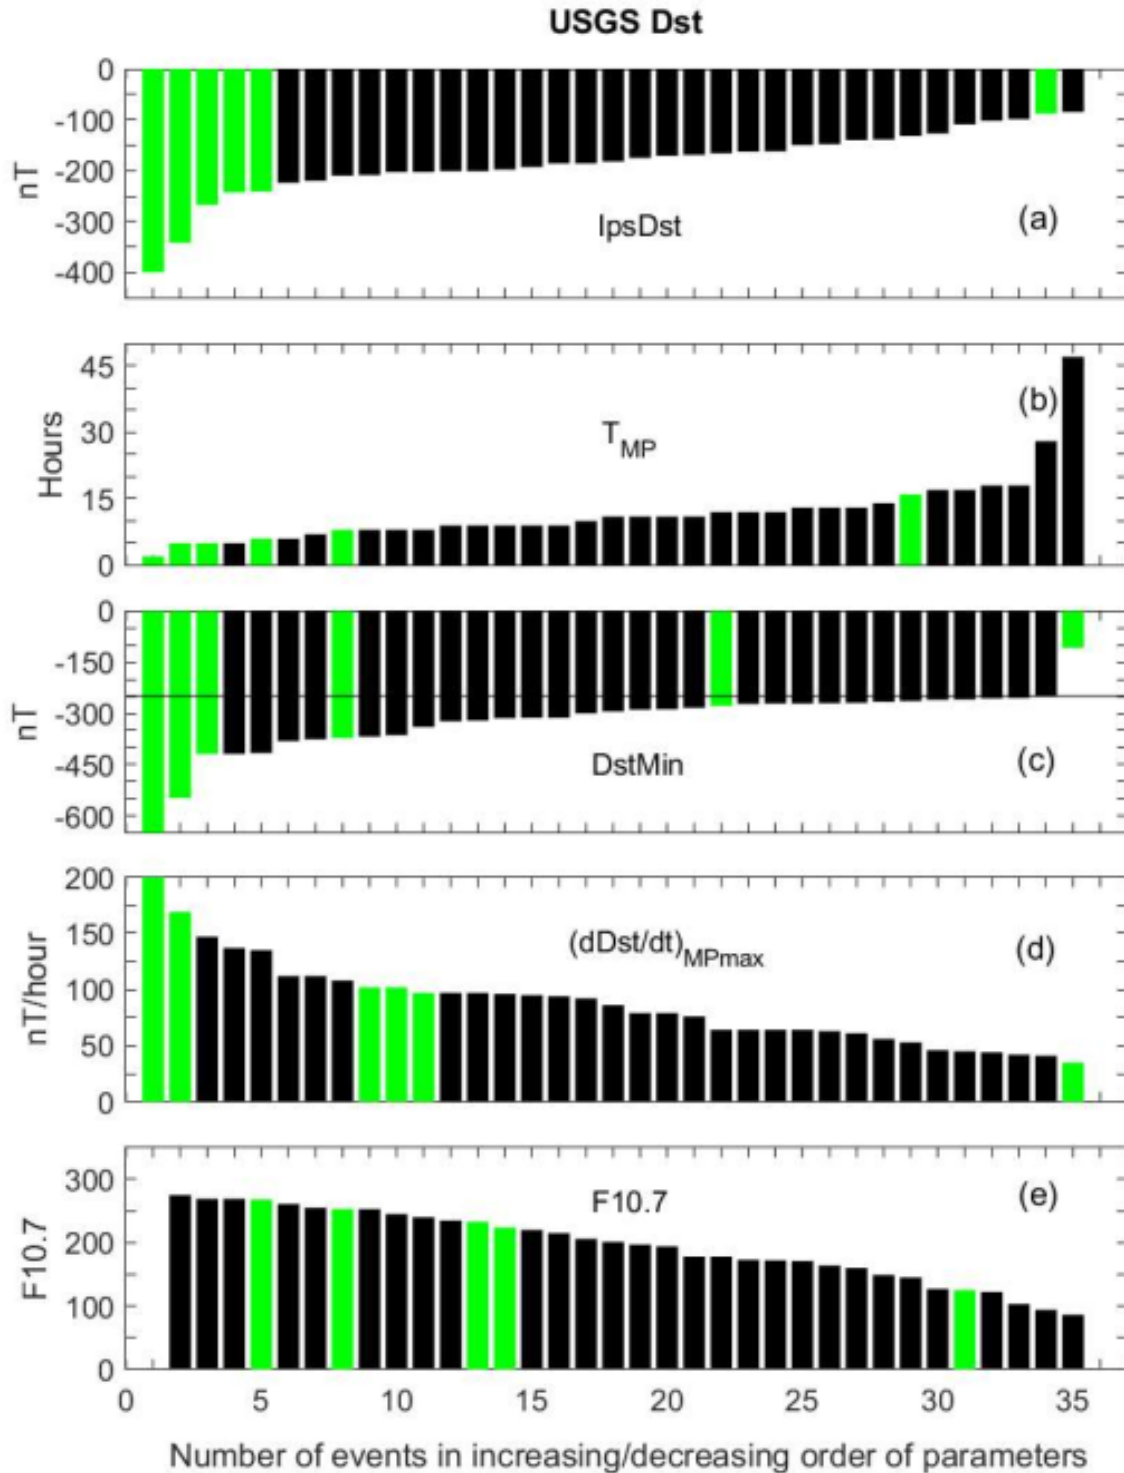 USGS Dst
0
-100
-200
-300
-400
nT
IpsDst
(a)
45
30
15
0
Hours
T_MP
(b)
0
-150
-300
-450
-600
nT
DstMin
(c)
200
150
100
50
0
nT/hour
(dDst/dt)_MPmax
(d)
300
200
100
0
F10.7
F10.7
(e)
0 5 10 15 20 25 30 35
Number of events in increasing/decreasing order of parameters